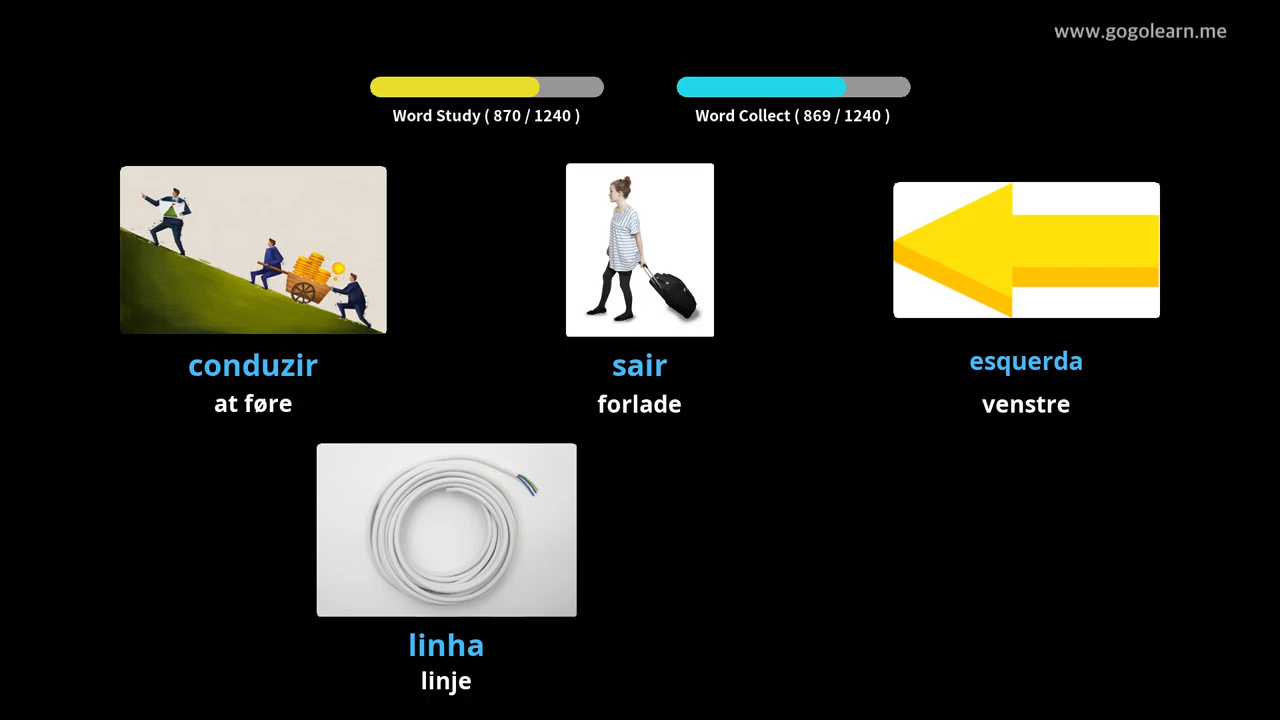 www.gogolearn.me
Word Study ( 870 / 1240 )
Word Collect ( 869 / 1240 )
conduzir
at føre
sair
forlade
esquerda
venstre
linha
linje